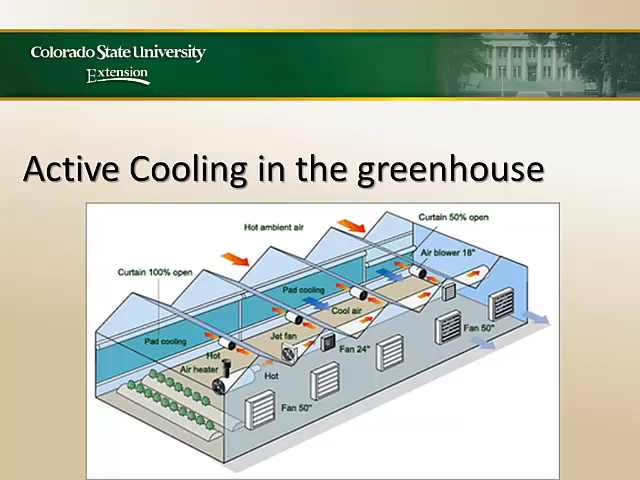 Colorado State University
Extension
Active Cooling in the greenhouse
Curtain 50% open
Hot ambient air
Air blower 18"
Curtain 100% open
Pad cooling
Cool air
Pad cooling
Jet fan
Fan 50"
Hot
Fan 24"
Air heater
Hot
Fan 50"